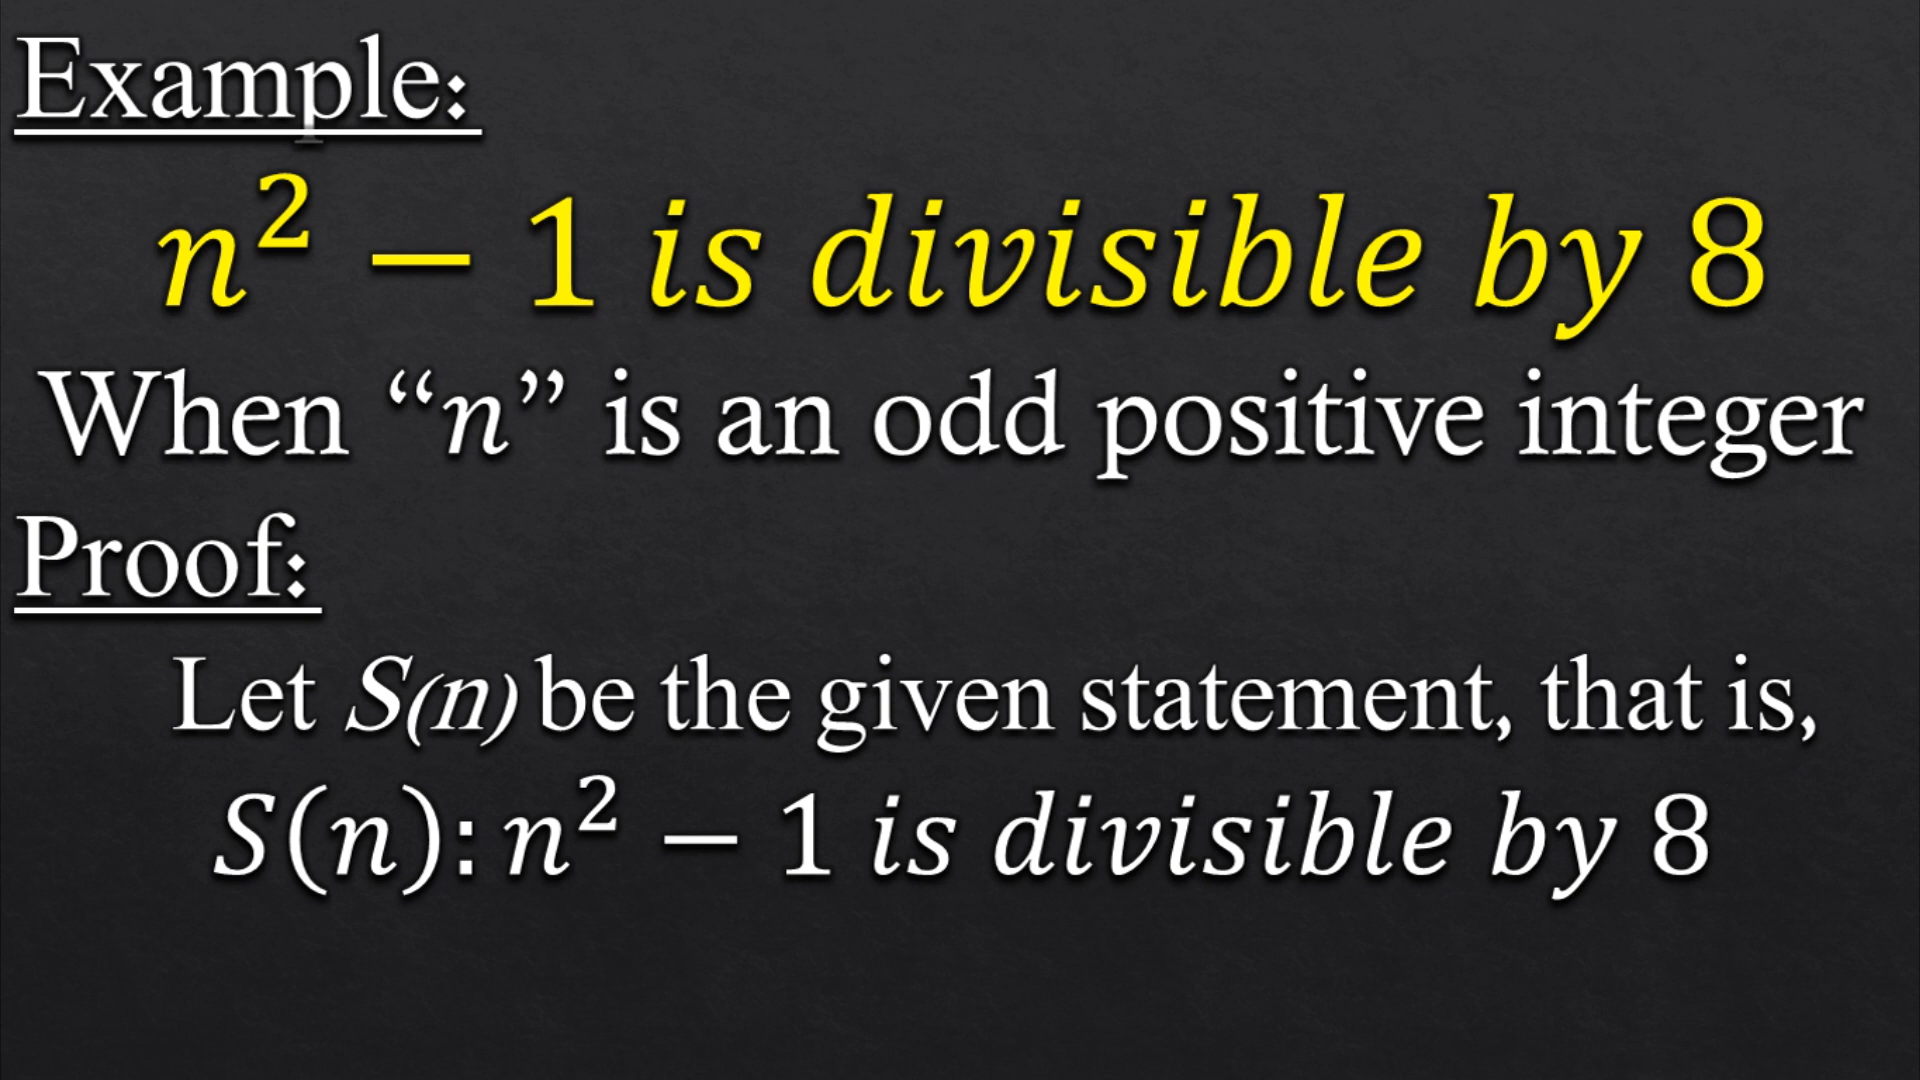 Example:
n² − 1 is divisible by 8
When “n” is an odd positive integer
Proof:
Let S(n) be the given statement, that is,
S(n): n² − 1 is divisible by 8